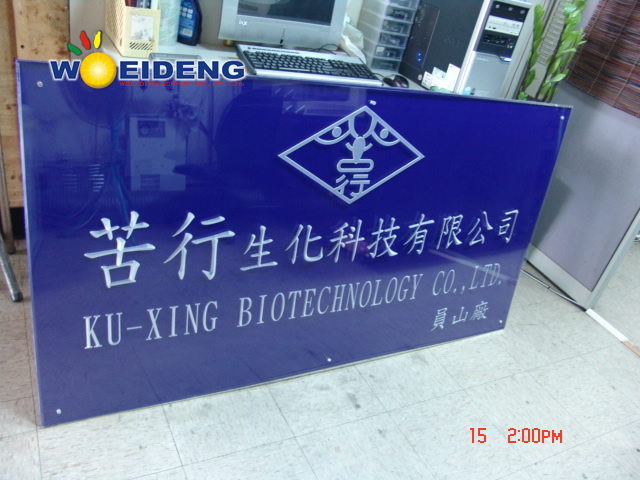 WOEIDENG
行
苦行生化科技有限公司
KU-XING BIOTECHNOLOGY CO.,LTD.
員山廠
15 2:00PM